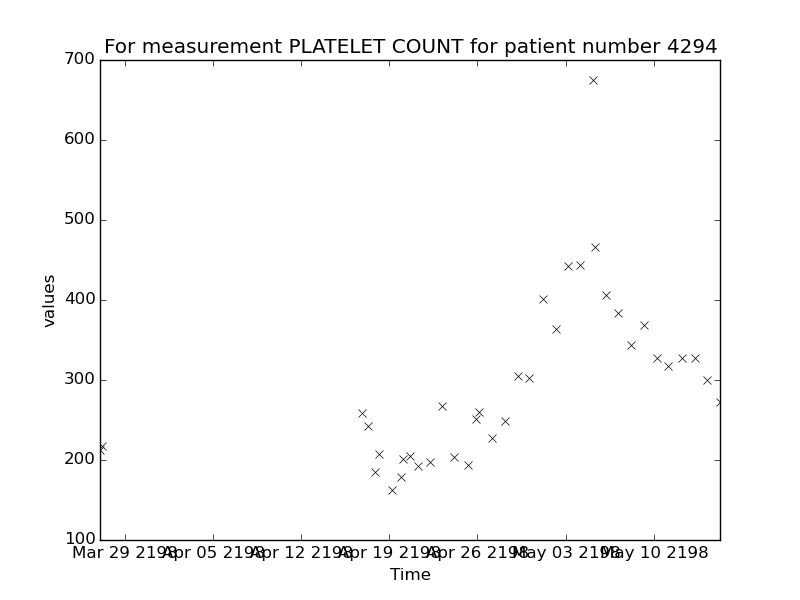 For measurement PLATELET COUNT for patient number 4294
700
600
500
400
300
200
100
values
Mar 29 2198 Apr 05 2198 Apr 12 2198 Apr 19 2198 Apr 26 2198 May 03 2198 May 10 2198
Time